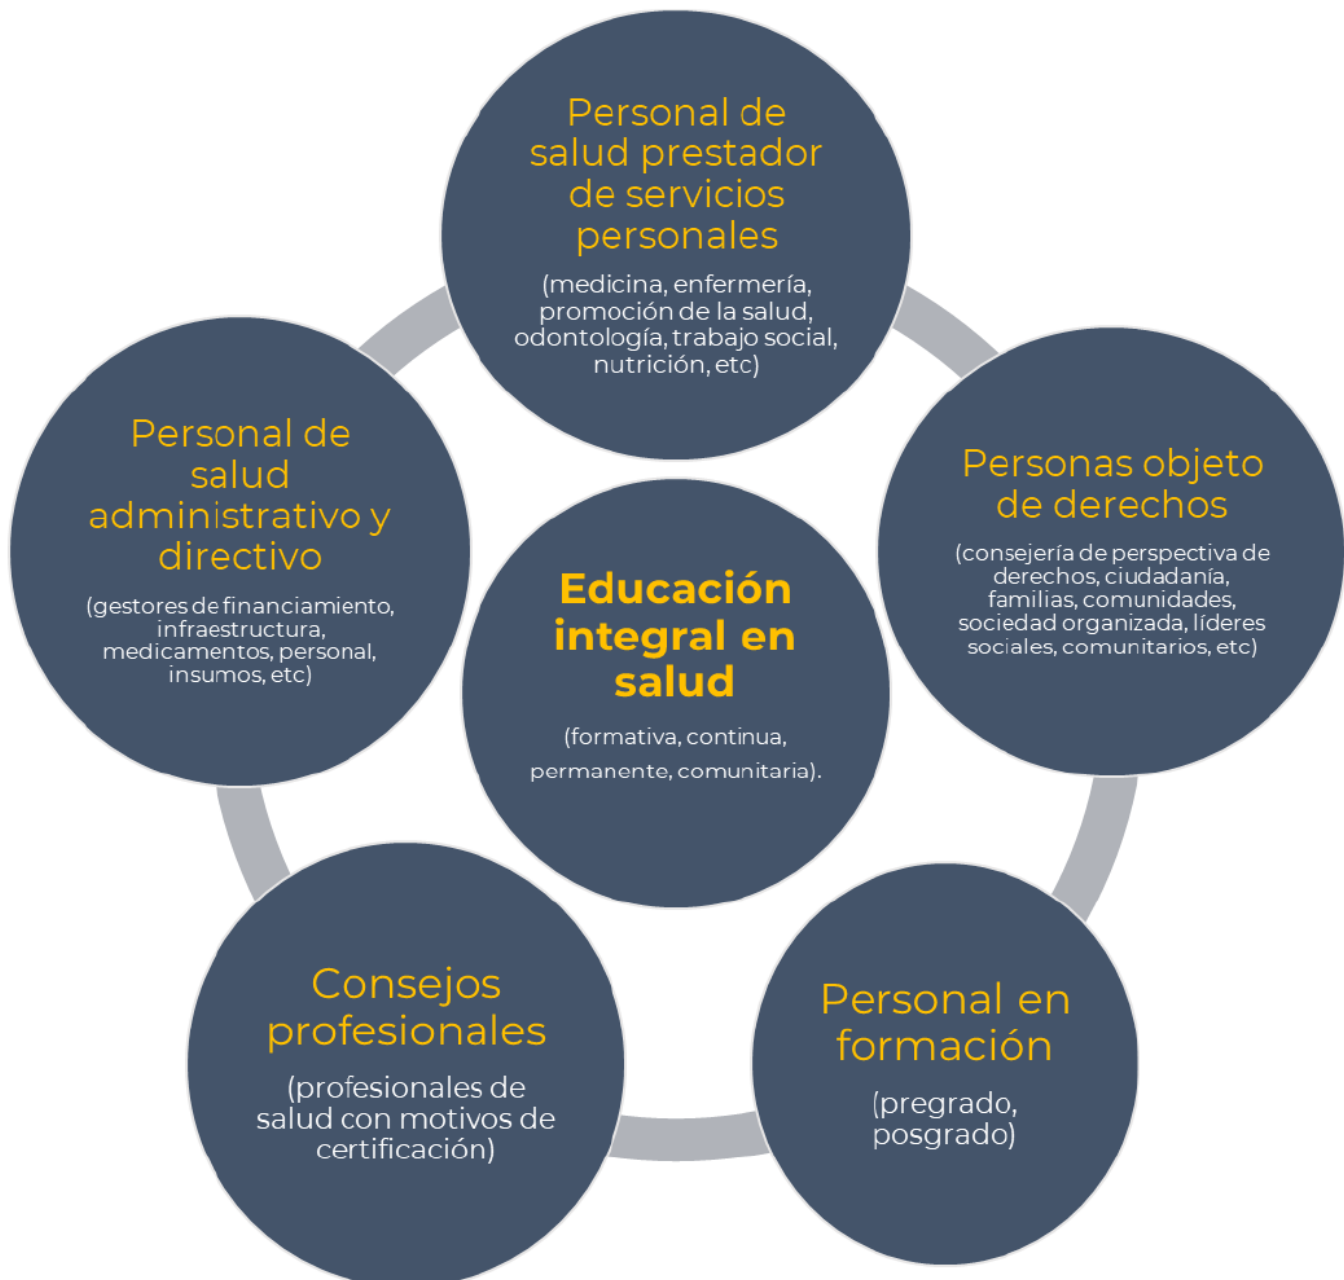 Personal de
salud prestador
de servicios
personales
(medicina, enfermería,
promoción de la salud,
odontología, trabajo social,
nutrición, etc)
Personas objeto
de derechos
(consejería de perspectiva de
derechos, ciudadanía,
familias, comunidades,
sociedad organizada, líderes
sociales, comunitarios, etc)
Personal en
formación
(pregrado,
posgrado)
Consejos
profesionales
(profesionales de
salud con motivos de
certificación)
Personal de
salud
administrativo y
directivo
(gestores de financiamiento,
infraestructura,
medicamentos, personal,
insumos, etc)
Educación
integral en
salud
(formativa, continua,
permanente, comunitaria).